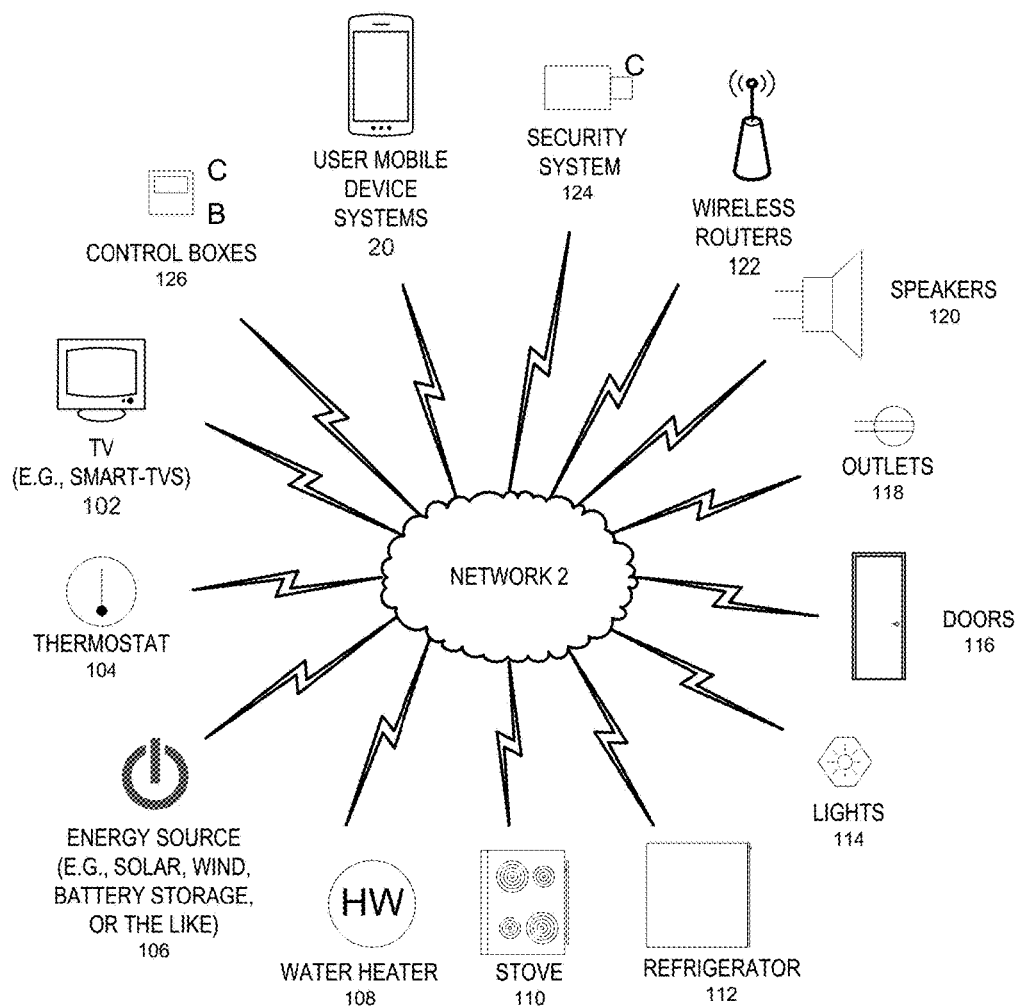 C
SECURITY
SYSTEM
124
USER MOBILE
DEVICE
SYSTEMS
20
C
B
CONTROL BOXES
126
WIRELESS
ROUTERS
122
SPEAKERS
120
TV
(E.G., SMART-TVS)
102
OUTLETS
118
NETWORK 2
THERMOSTAT
104
DOORS
116
ENERGY SOURCE
(E.G., SOLAR, WIND,
BATTERY STORAGE,
OR THE LIKE)
106
LIGHTS
114
HW
WATER HEATER
108
STOVE
110
REFRIGERATOR
112